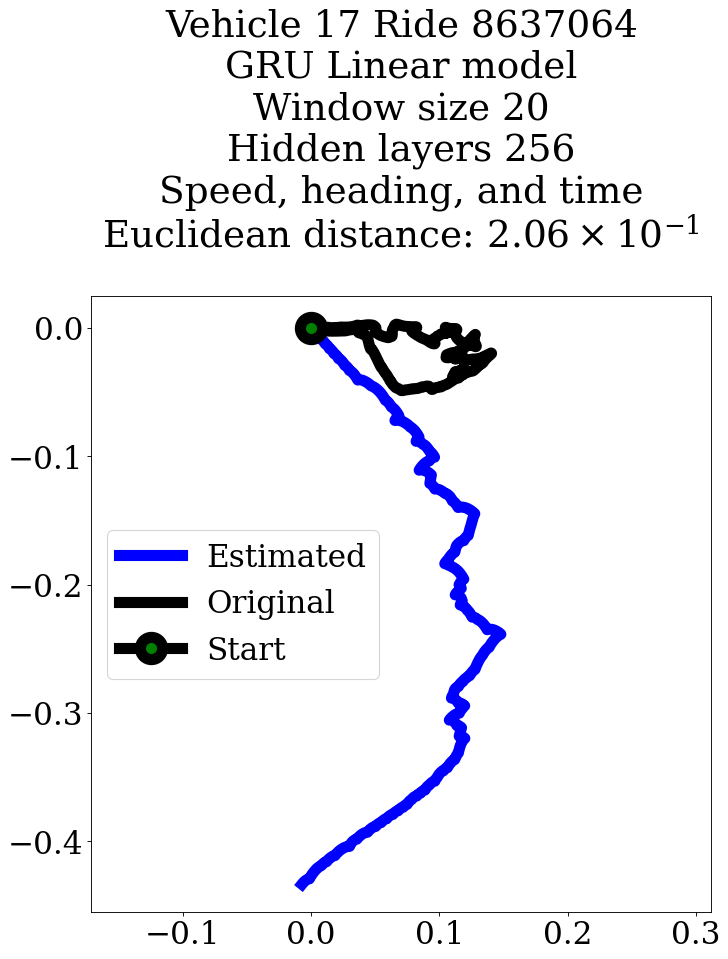 Vehicle 17 Ride 8637064
GRU Linear model
Window size 20
Hidden layers 256
Speed, heading, and time
Euclidean distance: 2.06 × 10⁻¹
0.0
−0.1
−0.2
−0.3
−0.4
Estimated
Original
Start
−0.1 0.0 0.1 0.2 0.3